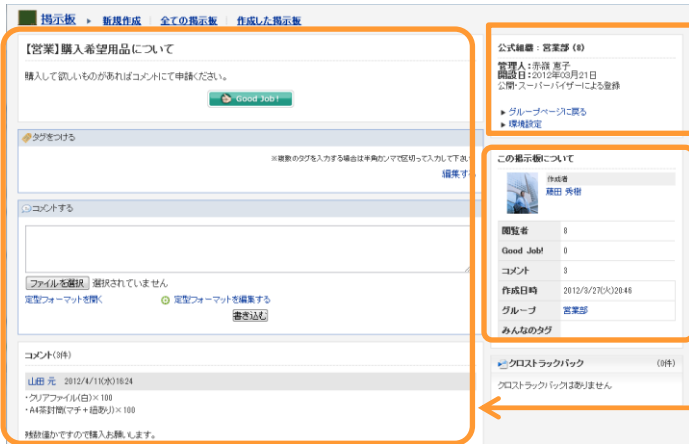 掲示板 ▸ 新規作成 | 全ての掲示板 | 作成した掲示板
【営業】購入希望用品について
購入して欲しいものがあればコメントにて申請ください。
Good Job!
タグをつける
※複数のタグを入力する場合は半角カンマで区切って入力して下さい
編集する
コメントする
ファイルを選択 選択されていません
定型フォーマットを開く 定型フォーマットを編集する
書き込む
コメント(3件)
山田 元 2012/4/11(水)16:24
・クリアファイル(白)×100
・A4茶封筒(マチ+紐あり)×100
残数僅かですので購入お願いします。
公式組織:営業部 (8)
管理人:赤嶺 恵子
開設日:2012年03月21日
公開・スーパーバイザーによる登録
▸ グループページに戻る
▸ 環境設定
この掲示板について
作成者
藤田 秀樹
閲覧者 8
Good Job! 0
コメント 3
作成日時 2012/3/27(火)20:46
グループ 営業部
みんなのタグ
クロストラックバック (0件)
クロストラックバックはありません